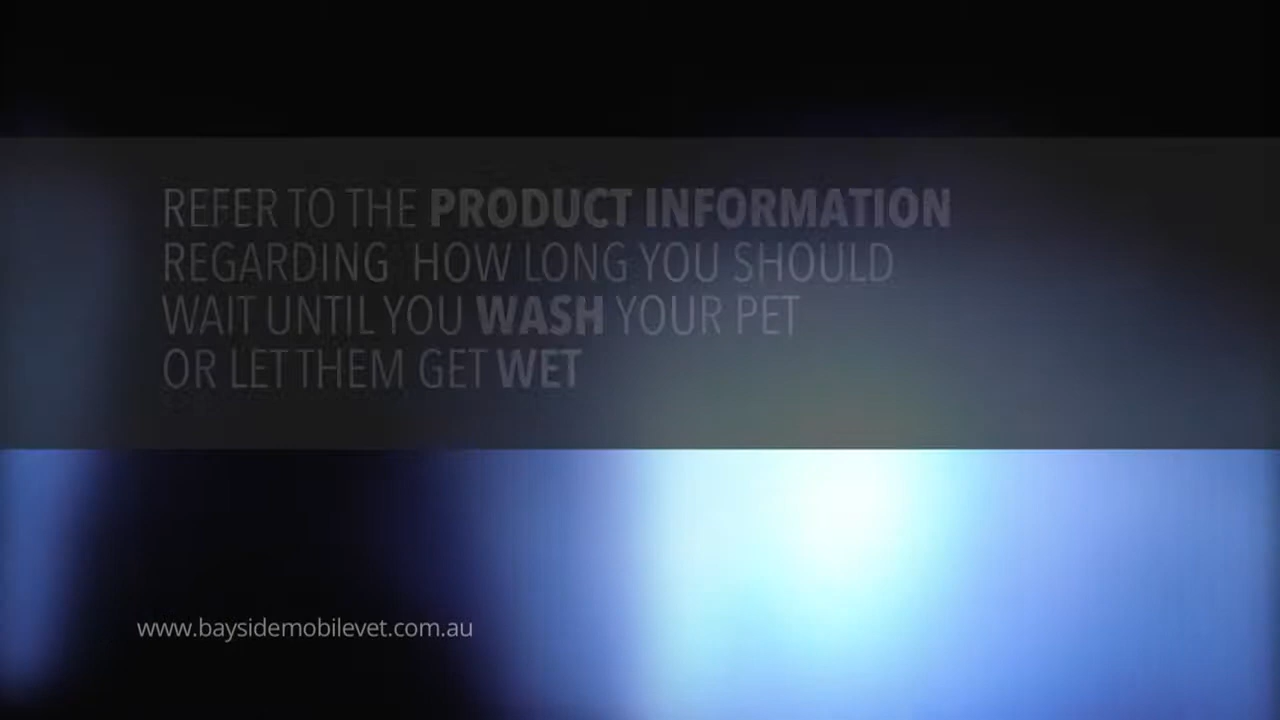 REFER TO THE PRODUCT INFORMATION
REGARDING HOW LONG YOU SHOULD
WAIT UNTIL YOU WASH YOUR PET
OR LET THEM GET WET
www.baysidemobilevet.com.au